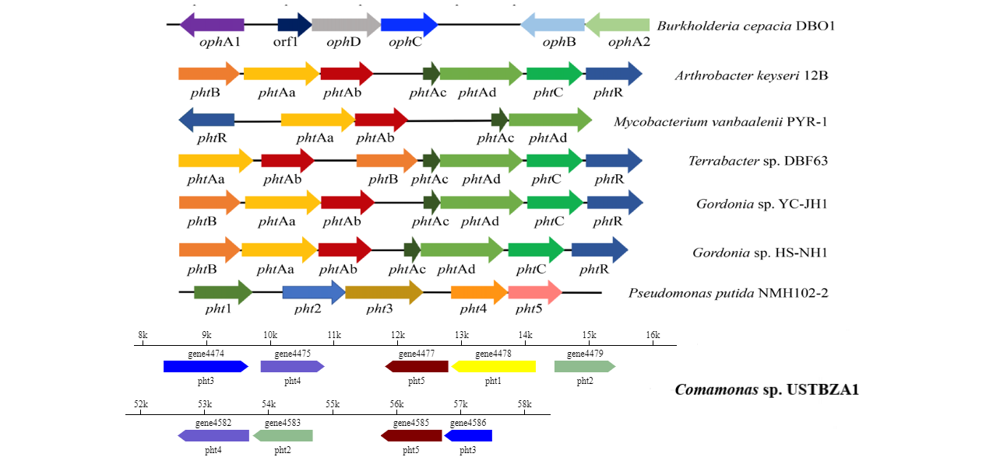 Burkholderia cepacia DBO1
ophA1 orf1 ophD ophC ophB ophA2
Arthrobacter keyseri 12B
phtB phtAa phtAb phtAc phtAd phtC phtR
Mycobacterium vanbaalenii PYR-1
phtR phtAa phtAb phtAc phtAd
Terrabacter sp. DBF63
phtAa phtAb phtB phtAc phtAd phtC phtR
Gordonia sp. YC-JH1
phtB phtAa phtAb phtAc phtAd phtC phtR
Gordonia sp. HS-NH1
phtB phtAa phtAb phtAc phtAd phtC phtR
Pseudomonas putida NMH102-2
pht1 pht2 pht3 pht4 pht5
8k 9k 10k 11k 12k 13k 14k 15k 16k
gene4474 gene4475 gene4477 gene4478 gene4479
pht3 pht4 pht5 pht1 pht2
Comamonas sp. USTBZA1
52k 53k 54k 55k 56k 57k 58k
gene4582 gene4583 gene4585 gene4586
pht4 pht2 pht5 pht3